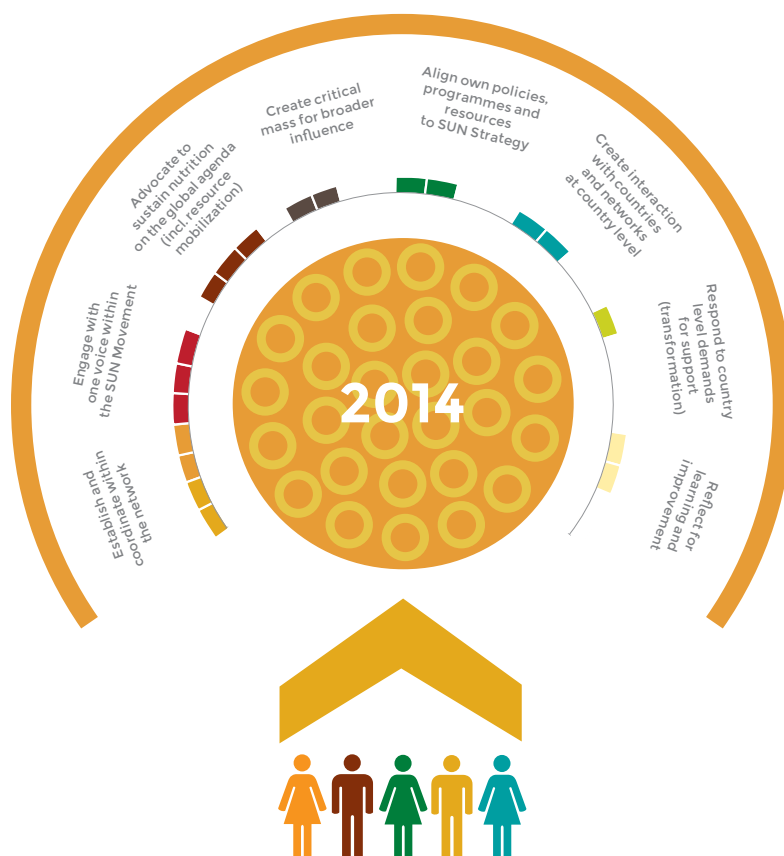 Establish and
coordinate within
the network
Engage with
one voice within
the SUN Movement
Advocate to
sustain nutrition
on the global agenda
(incl. resource
mobilization)
Create critical
mass for broader
influence
Align own policies,
programmes and
resources
to SUN Strategy
Create interaction
with countries
and networks
at country level
Respond to country
level demands
for support
(transformation)
Reflect for
learning and
improvement
2014